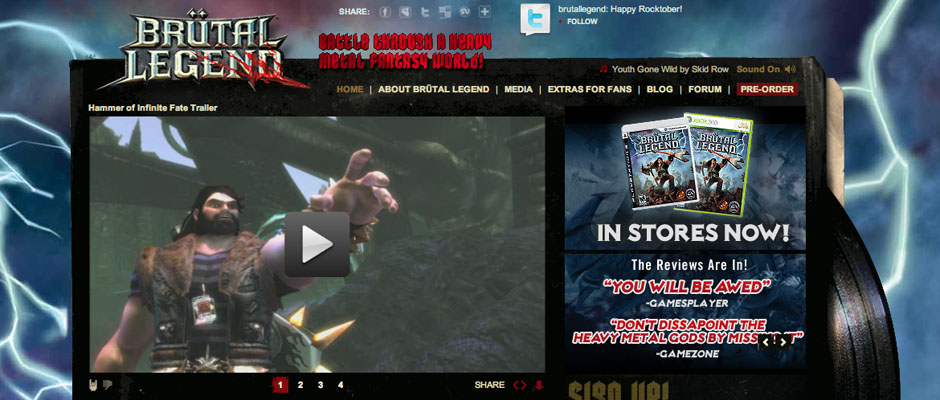 BRÜTAL
LEGEND
SHARE:
brutallegend: Happy Rocktober!
FOLLOW
BATTLE THROUGH A HEAVY
METAL FANTASY WORLD!
Youth Gone Wild by Skid Row Sound On
HOME | ABOUT BRÜTAL LEGEND | MEDIA | EXTRAS FOR FANS | BLOG | FORUM | PRE-ORDER
Hammer of Infinite Fate Trailer
XBOX 360
BRÜTAL
LEGEND
BRÜTAL
LEGEND
IN STORES NOW!
The Reviews Are In!
"YOU WILL BE AWED"
-GAMESPLAYER
"DON'T DISSAPOINT THE
HEAVY METAL GODS BY MISS
-GAMEZONE
1 2 3 4
SHARE
SIGN UP!